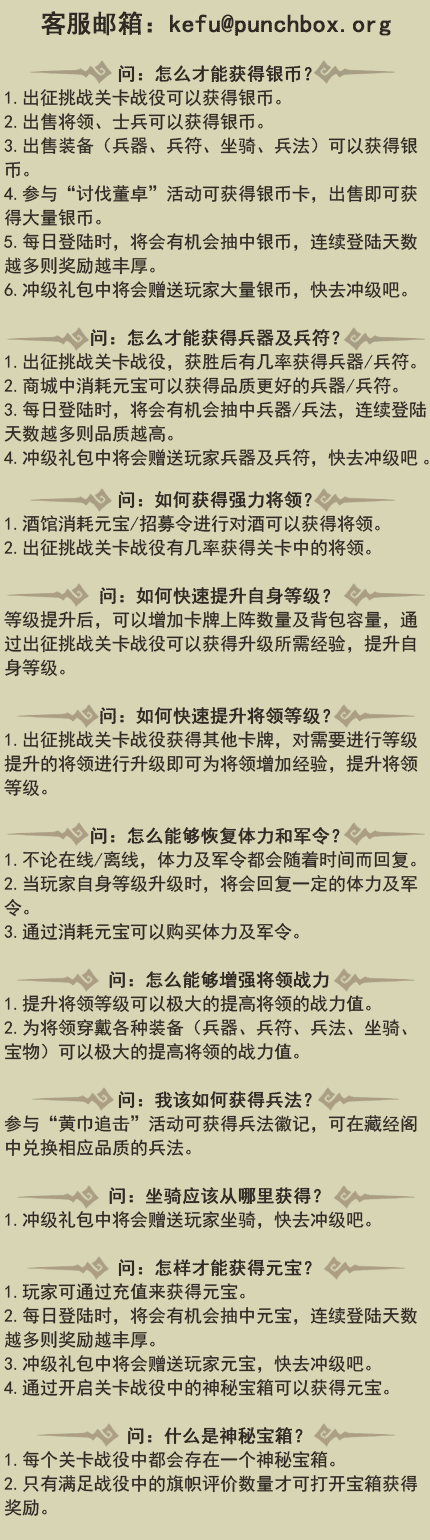 客服邮箱：kefu@punchbox.org
问：怎么才能获得银币？
1.出征挑战关卡战役可以获得银币。
2.出售将领、士兵可以获得银币。
3.出售装备（兵器、兵符、坐骑、兵法）可以获得银
币。
4.参与“讨伐董卓”活动可获得银币卡，出售即可获
得大量银币。
5.每日登陆时，将会有机会抽中银币，连续登陆天数
越多则奖励越丰厚。
6.冲级礼包中将会赠送玩家大量银币，快去冲级吧。
问：怎么才能获得兵器及兵符？
1.出征挑战关卡战役，获胜后有几率获得兵器/兵符。
2.商城中消耗元宝可以获得品质更好的兵器/兵符。
3.每日登陆时，将会有机会抽中兵器/兵法，连续登陆
天数越多则品质越高。
4.冲级礼包中将会赠送玩家兵器及兵符，快去冲级吧。
问：如何获得强力将领？
1.酒馆消耗元宝/招募令进行对酒可以获得将领。
2.出征挑战关卡战役有几率获得关卡中的将领。
问：如何快速提升自身等级？
等级提升后，可以增加卡牌上阵数量及背包容量，通
过出征挑战关卡战役可以获得升级所需经验，提升自
身等级。
问：如何快速提升将领等级？
1.出征挑战关卡战役获得其他卡牌，对需要进行等级
提升的将领进行升级即可为将领增加经验，提升将领
等级。
问：怎么能够恢复体力和军令？
1.不论在线/离线，体力及军令都会随着时间而回复。
2.当玩家自身等级升级时，将会回复一定的体力及军
令。
3.通过消耗元宝可以购买体力及军令。
问：怎么能够增强将领战力
1.提升将领等级可以极大的提高将领的战力值。
2.为将领穿戴各种装备（兵器、兵符、兵法、坐骑、
宝物）可以极大的提高将领的战力值。
问：我该如何获得兵法？
参与“黄巾追击”活动可获得兵法徽记，可在藏经阁
中兑换相应品质的兵法。
问：坐骑应该从哪里获得？
1.冲级礼包中将会赠送玩家坐骑，快去冲级吧。
问：怎样才能获得元宝？
1.玩家可通过充值来获得元宝。
2.每日登陆时，将会有机会抽中元宝，连续登陆天数
越多则奖励越丰厚。
3.冲级礼包中将会赠送玩家元宝，快去冲级吧。
4.通过开启关卡战役中的神秘宝箱可以获得元宝。
问：什么是神秘宝箱？
1.每个关卡战役中都会存在一个神秘宝箱。
2.只有满足战役中的旗帜评价数量才可打开宝箱获得
奖励。